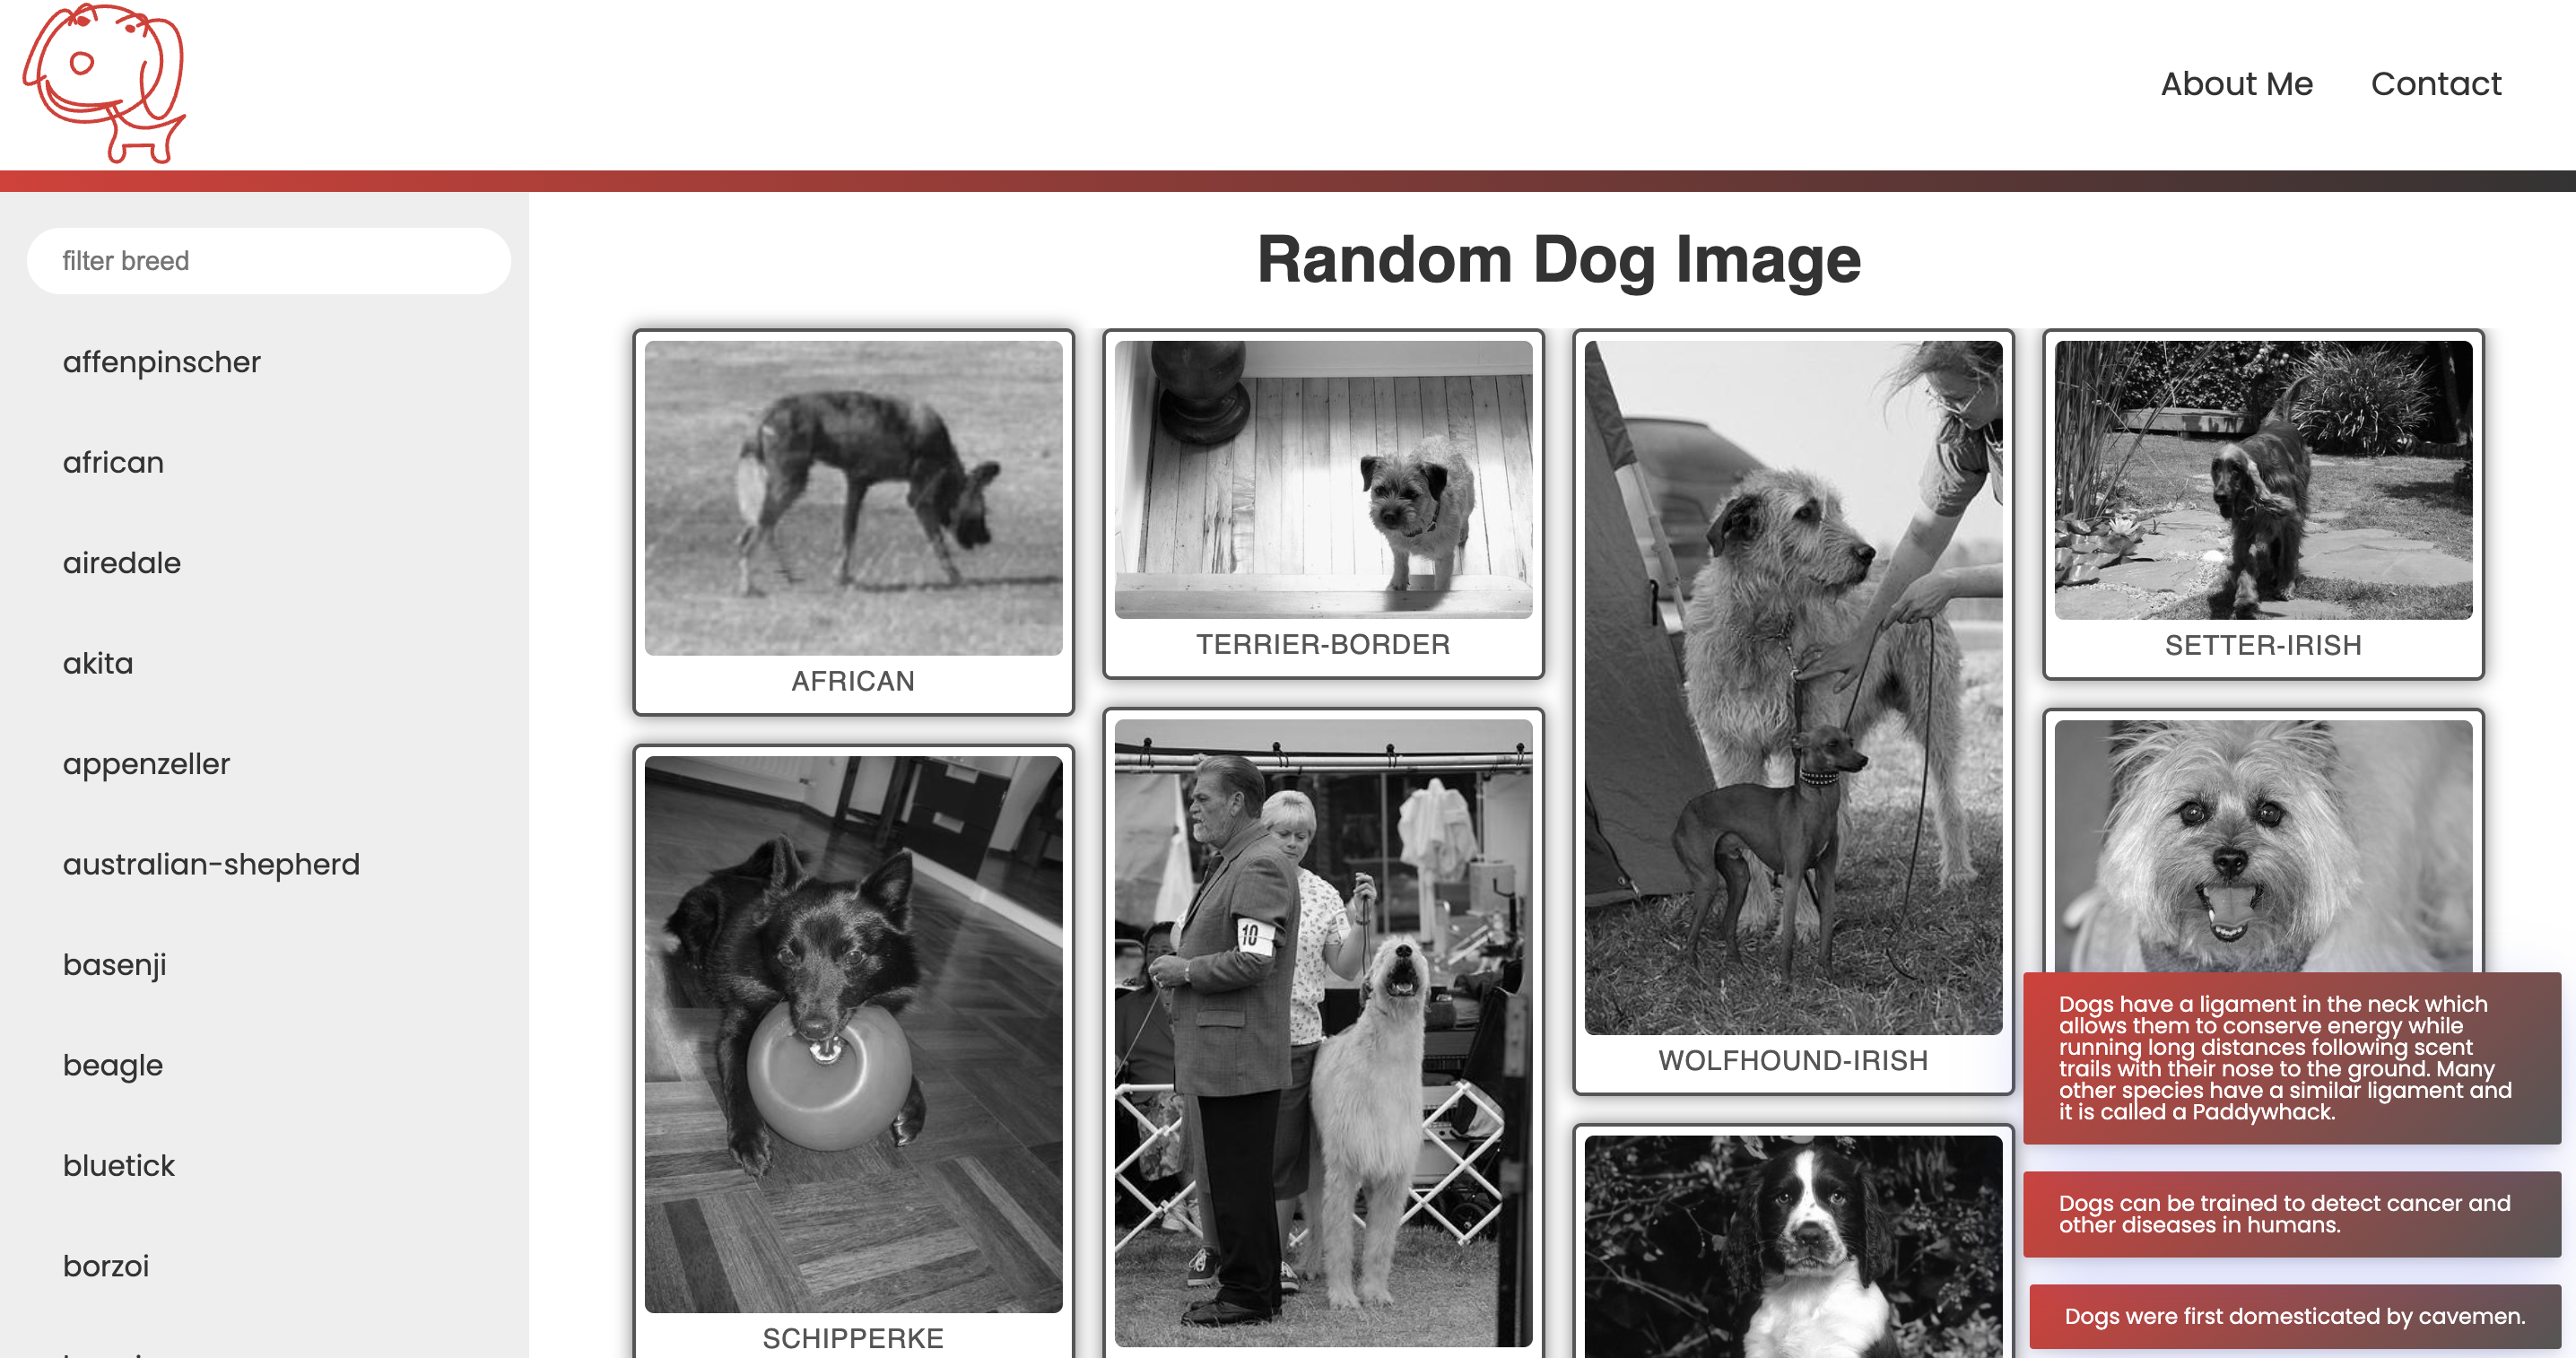 About Me
Contact
filter breed
affenpinscher
african
airedale
akita
appenzeller
australian-shepherd
basenji
beagle
bluetick
borzoi
Random Dog Image
AFRICAN
TERRIER-BORDER
WOLFHOUND-IRISH
SETTER-IRISH
10
SCHIPPERKE
Dogs have a ligament in the neck which
allows them to conserve energy while
running long distances following scent
trails with their nose to the ground. Many
other species have a similar ligament and
it is called a Paddywhack.
Dogs can be trained to detect cancer and
other diseases in humans.
Dogs were first domesticated by cavemen.